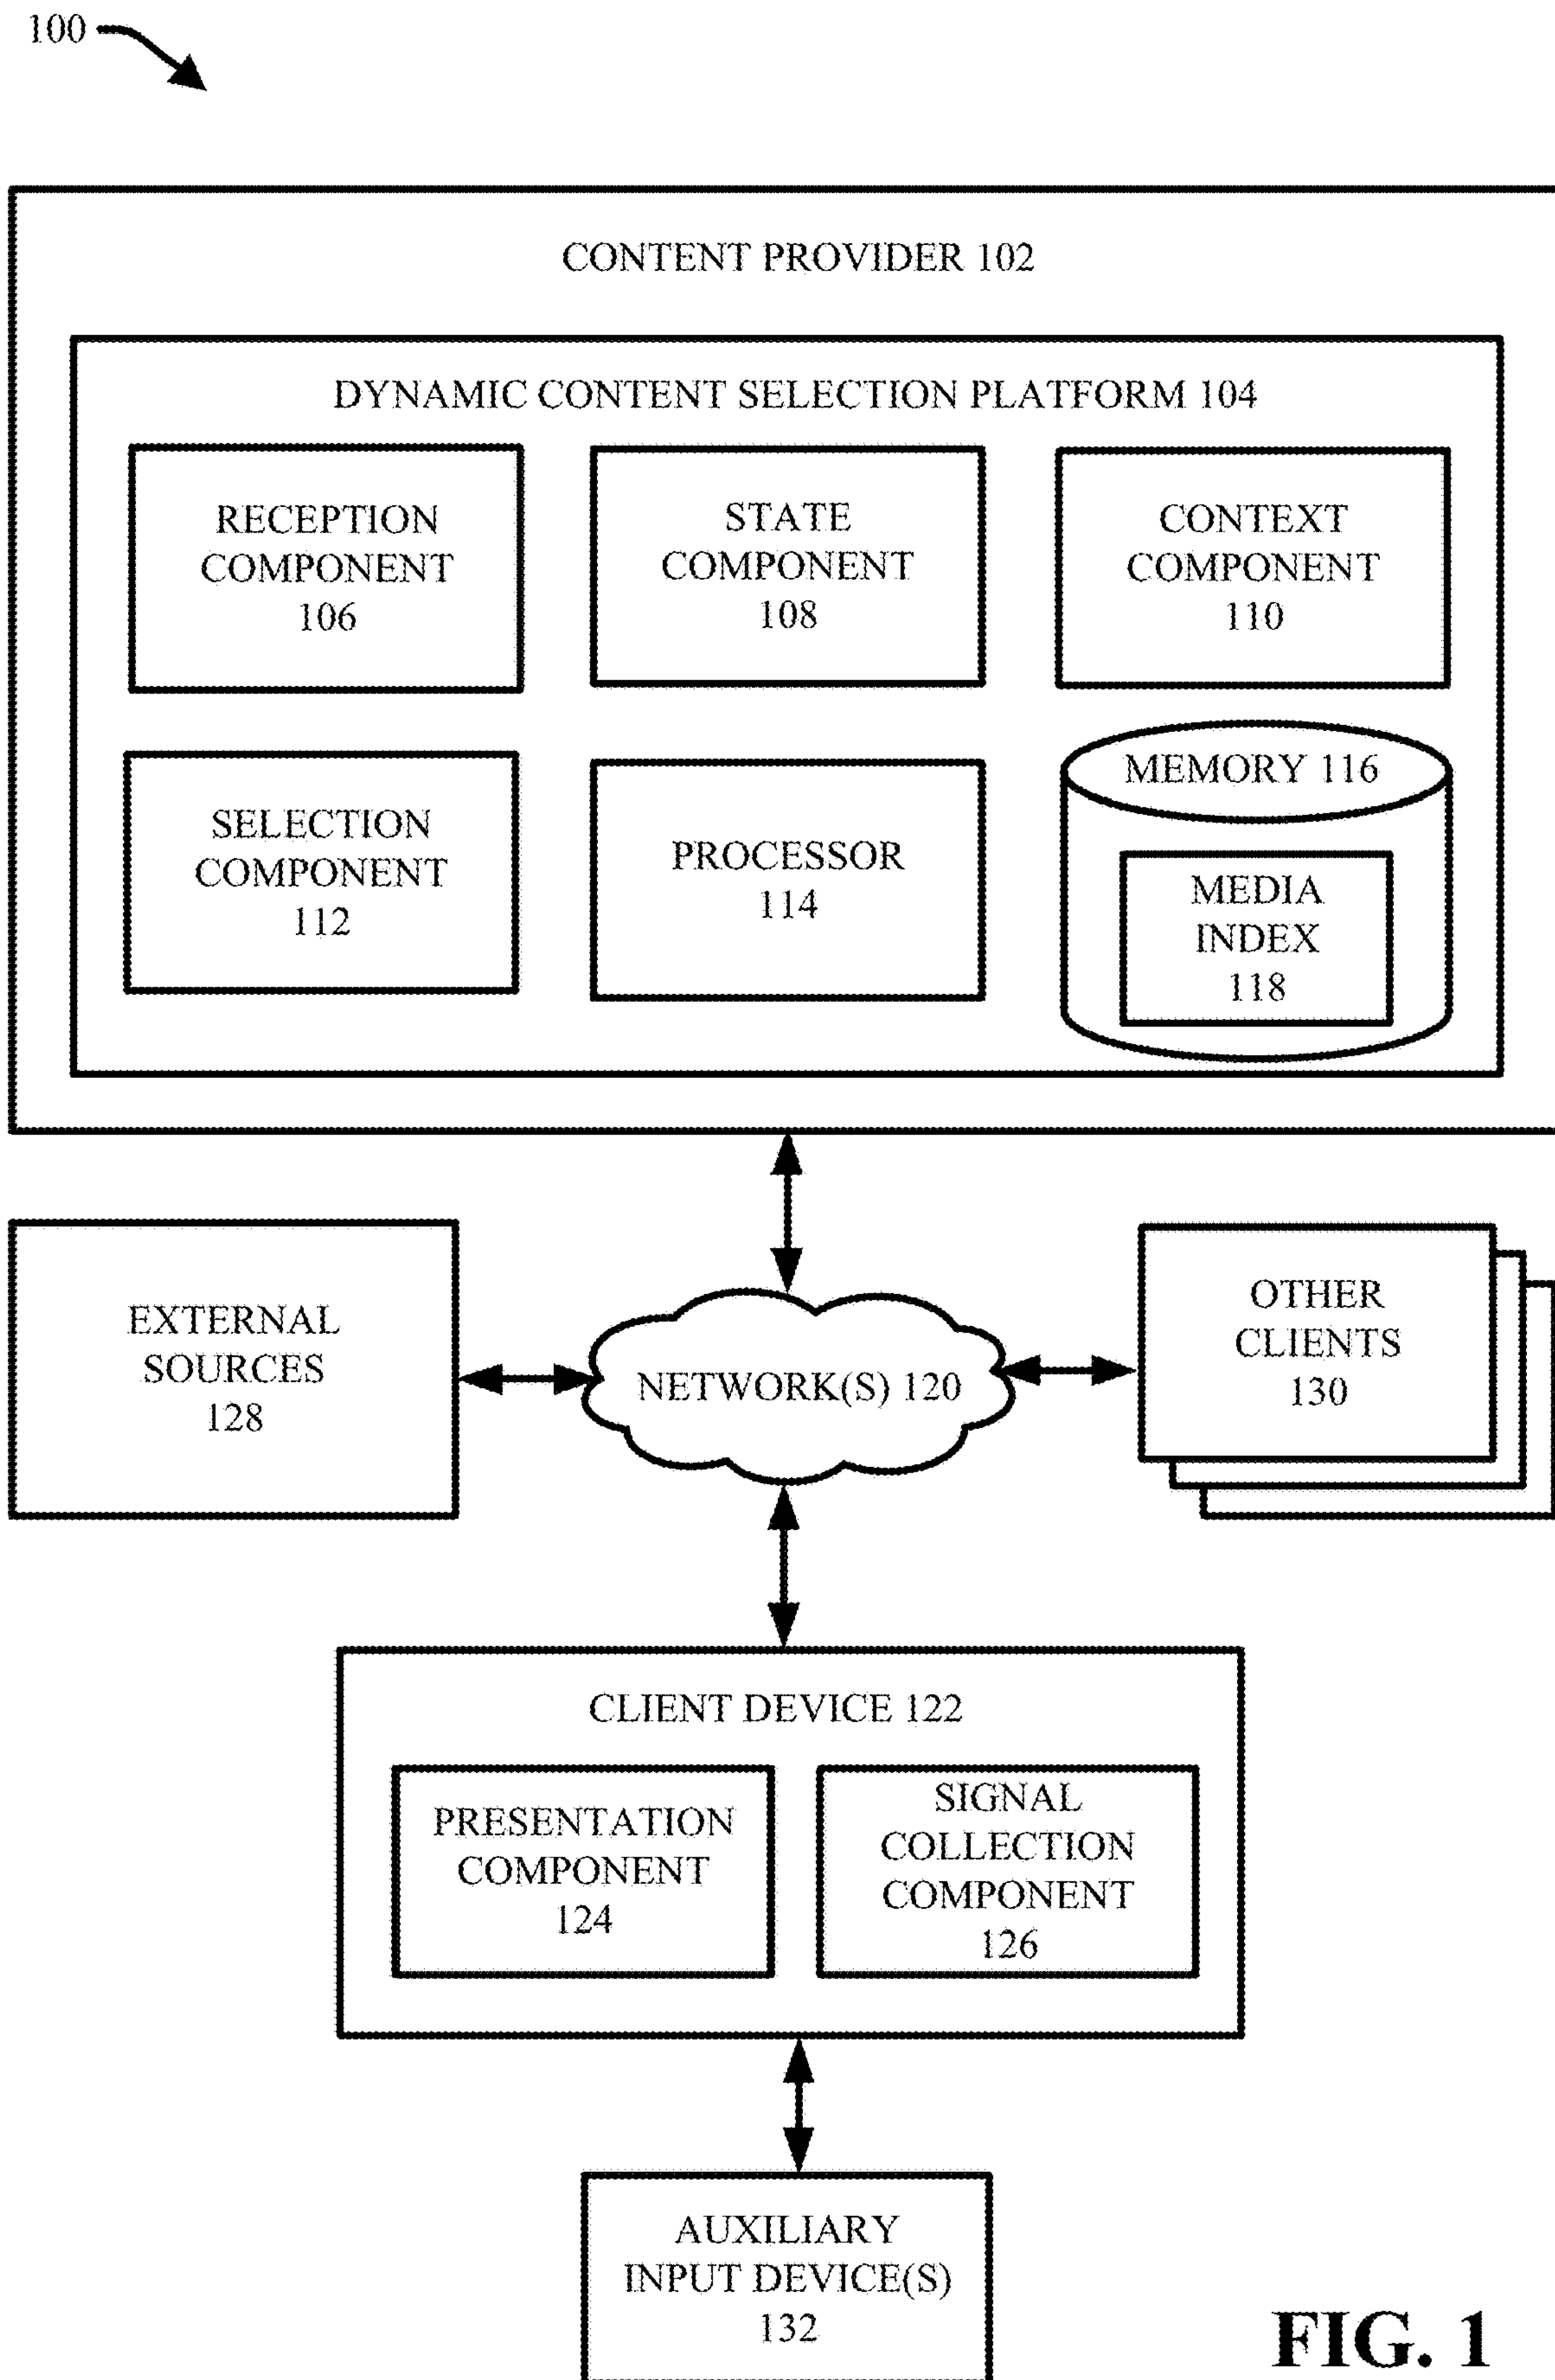 100
CONTENT PROVIDER 102
DYNAMIC CONTENT SELECTION PLATFORM 104
RECEPTION
COMPONENT
106
STATE
COMPONENT
108
CONTEXT
COMPONENT
110
SELECTION
COMPONENT
112
PROCESSOR
114
MEMORY 116
MEDIA
INDEX
118
EXTERNAL
SOURCES
128
NETWORK(S) 120
OTHER
CLIENTS
130
CLIENT DEVICE 122
PRESENTATION
COMPONENT
124
SIGNAL
COLLECTION
COMPONENT
126
AUXILIARY
INPUT DEVICE(S)
132
FIG. 1